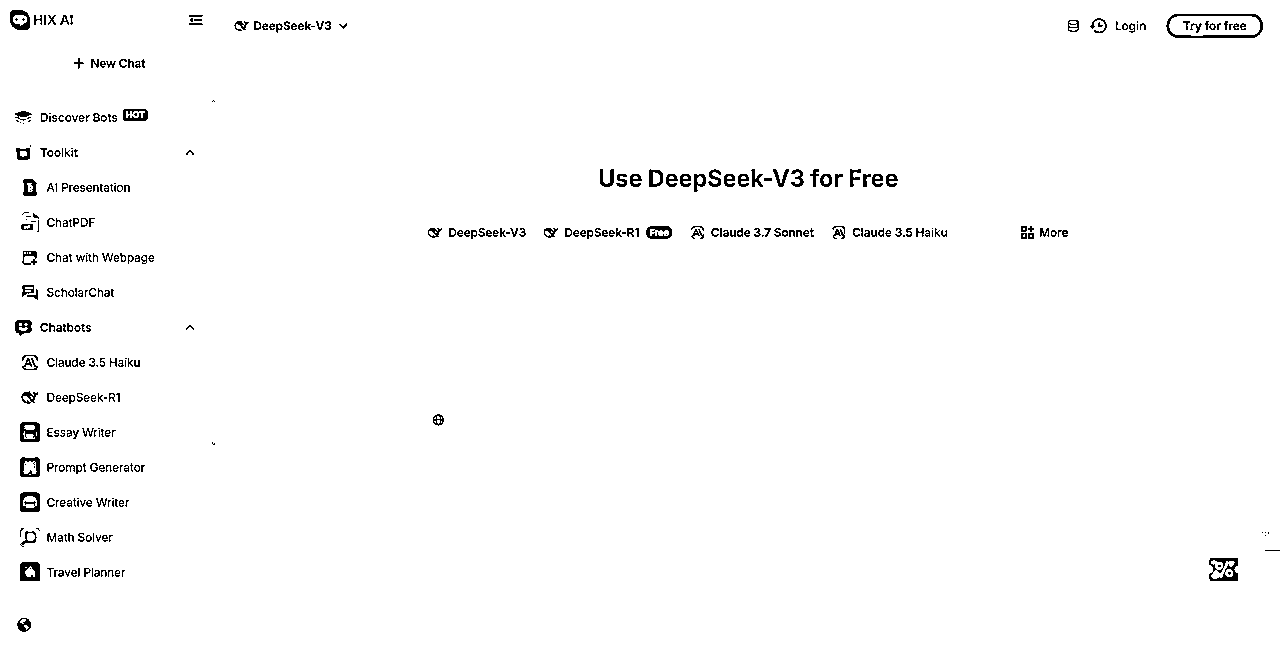 HIX AI
DeepSeek-V3
Login
Try for free
+ New Chat
Discover Bots HOT
Toolkit
AI Presentation
ChatPDF
Chat with Webpage
ScholarChat
Chatbots
Claude 3.5 Haiku
DeepSeek-R1
Essay Writer
Prompt Generator
Creative Writer
Math Solver
Travel Planner
Use DeepSeek-V3 for Free
DeepSeek-V3 DeepSeek-R1 Free Claude 3.7 Sonnet Claude 3.5 Haiku More